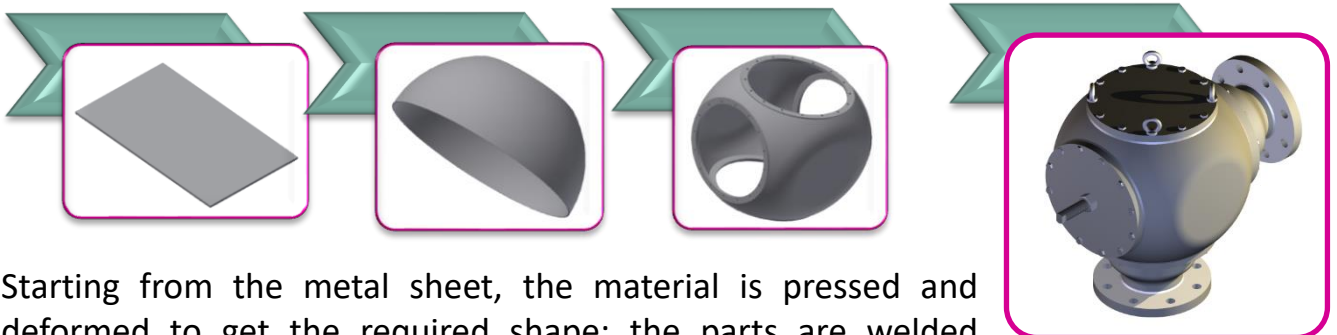 Starting from the metal sheet, the material is pressed and
deformed to get the required shape; the parts are welded